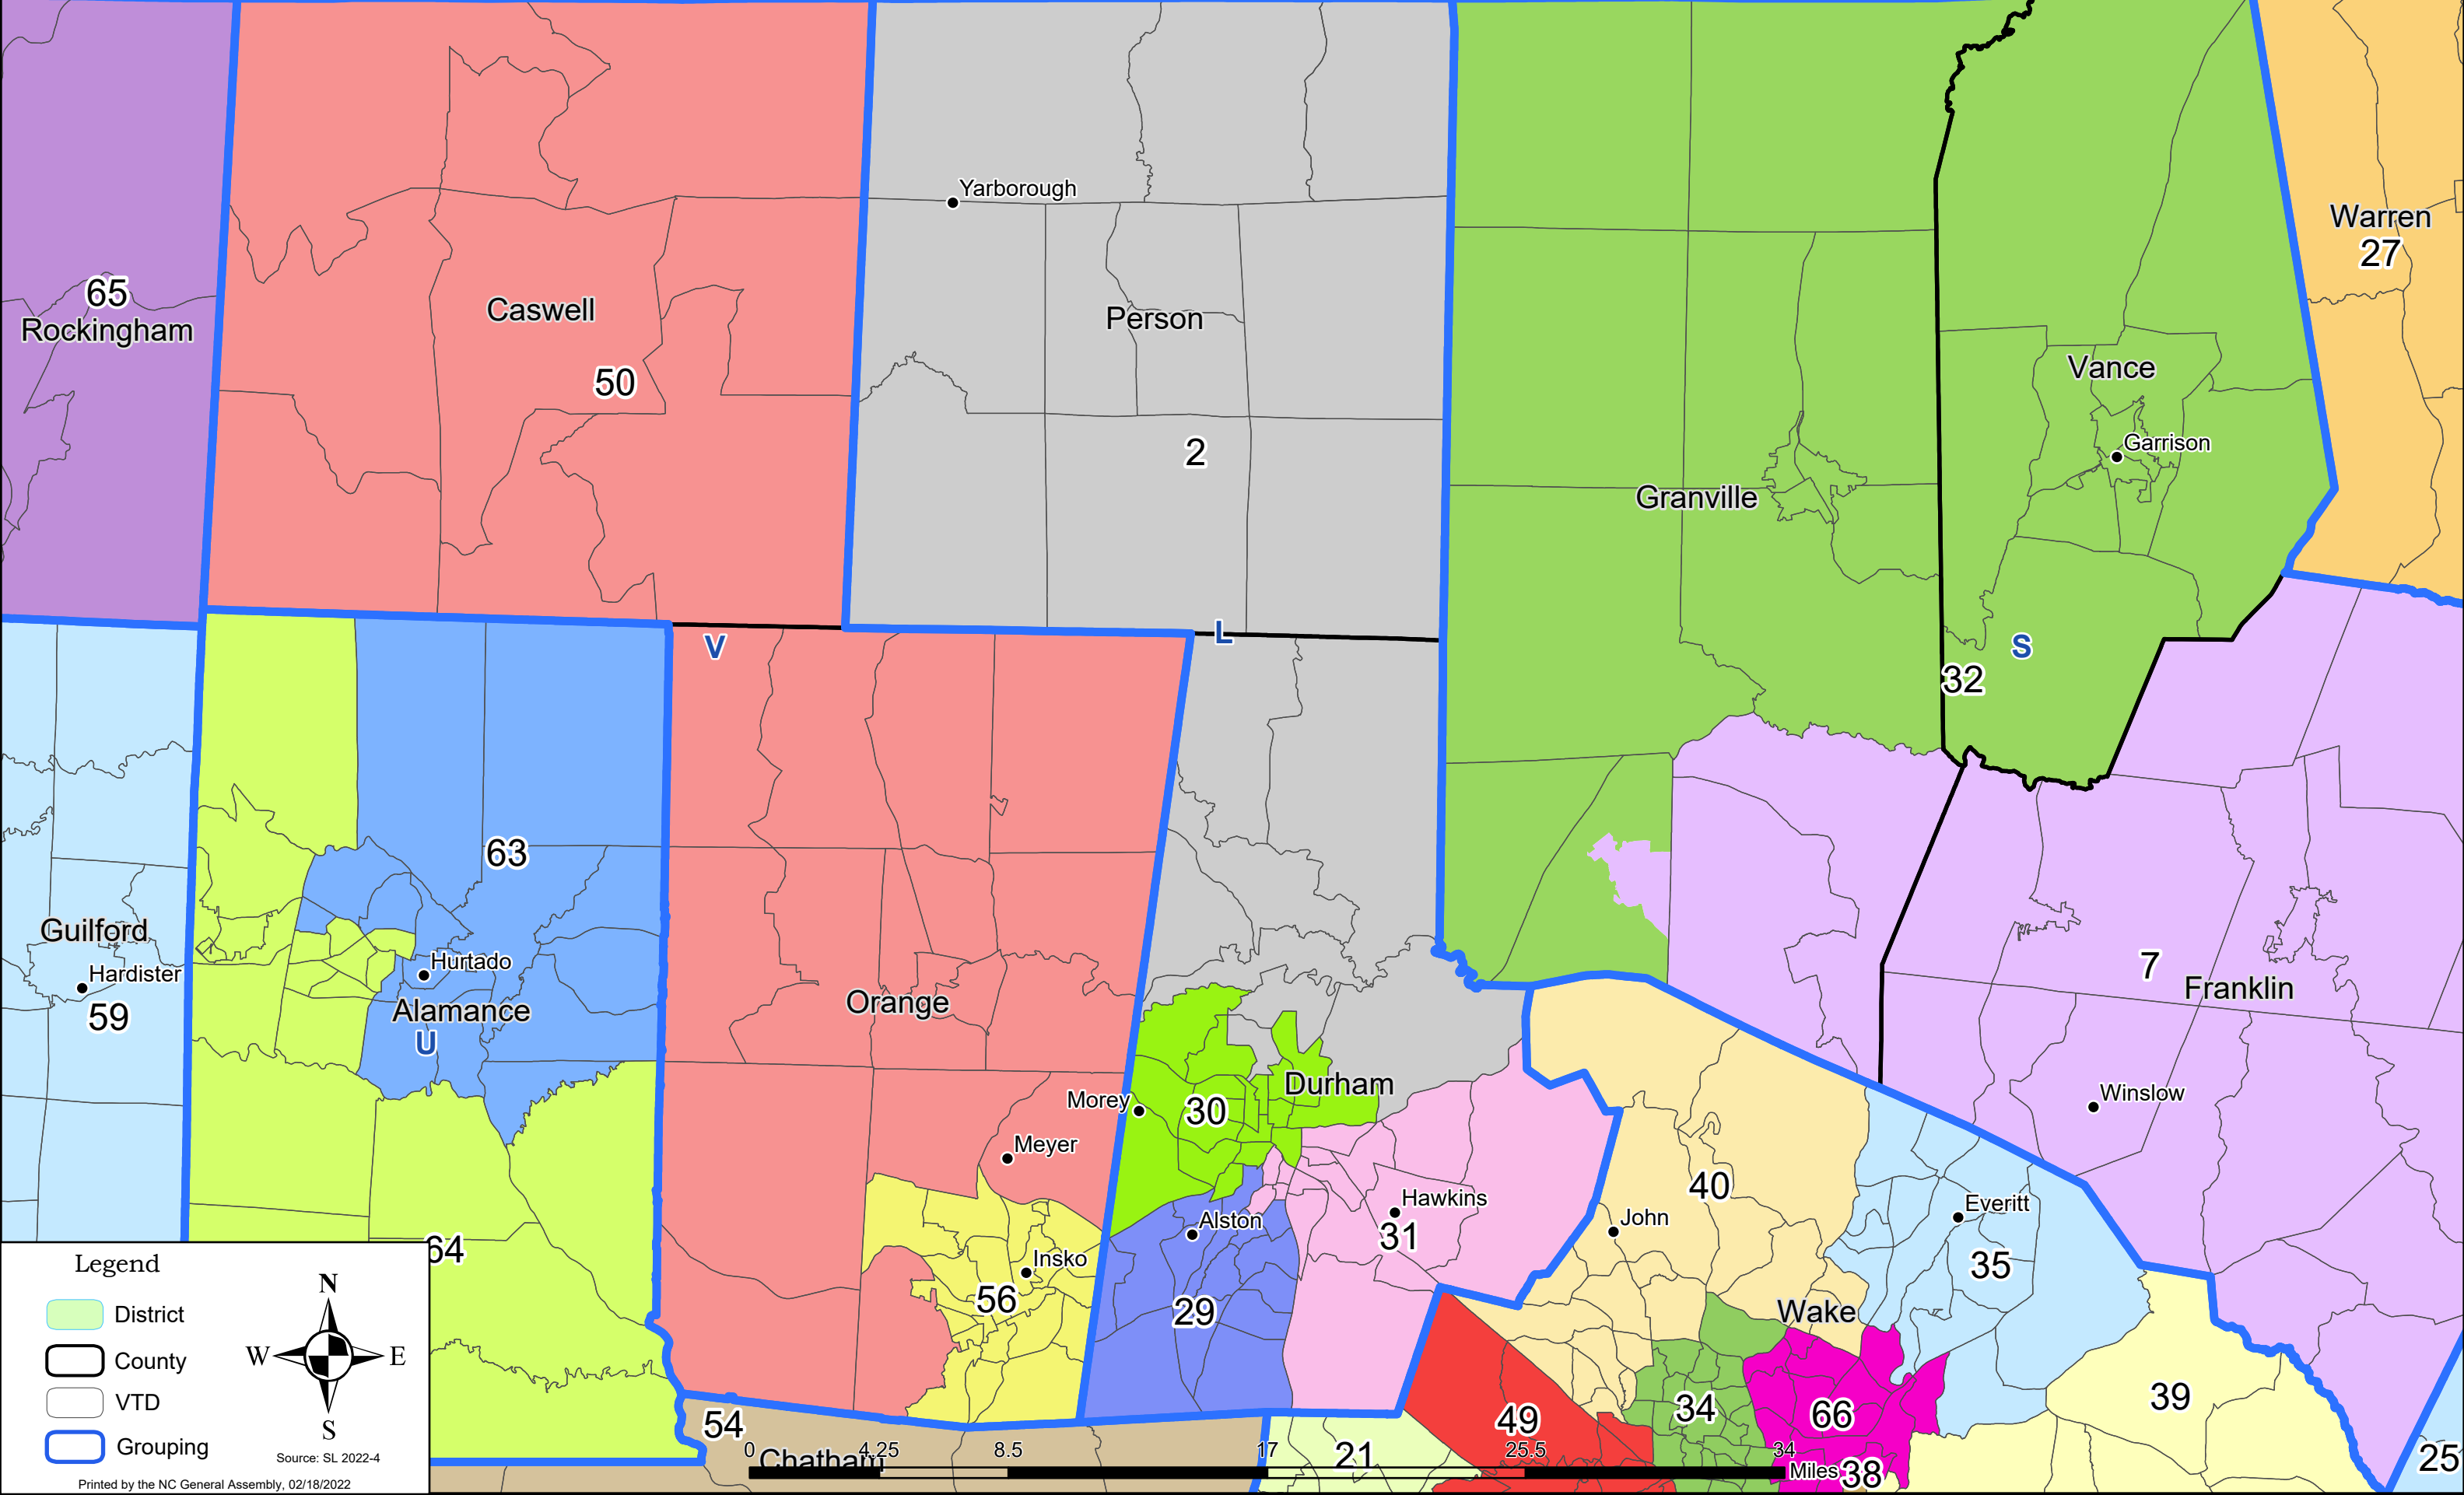 Yarborough
Warren
27
65
Rockingham
Caswell
Person
50
Vance
2
Garrison
Granville
V
L
S
32
63
Guilford
Hardister
59
Hurtado
Alamance
U
Orange
7
Franklin
Durham
Morey
30
Winslow
Meyer
40
Hawkins
31
Alston
John
Everitt
35
64
Insko
56
29
Wake
39
54
49
34
66
Chatham
21
38
25
0 4.25 8.5 17 25.5 34
Miles
Legend
District
County
VTD
Grouping
N
W E
S
Source: SL 2022-4
Printed by the NC General Assembly, 02/18/2022